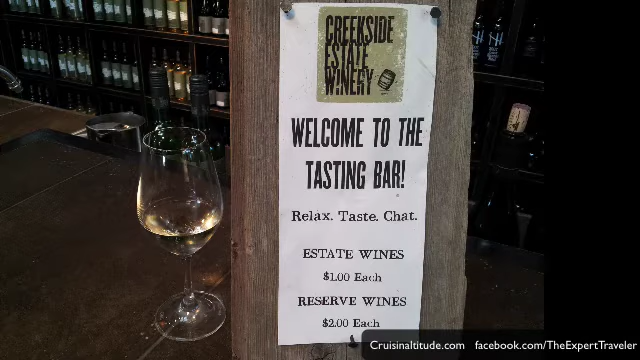 CREEKSIDE
ESTATE
WINERY
WELCOME TO THE
TASTING BAR!
Relax. Taste. Chat.
ESTATE WINES
$1.00 Each
RESERVE WINES
$2.00 Each
Cruisinaltitude.com facebook.com/TheExpertTraveler